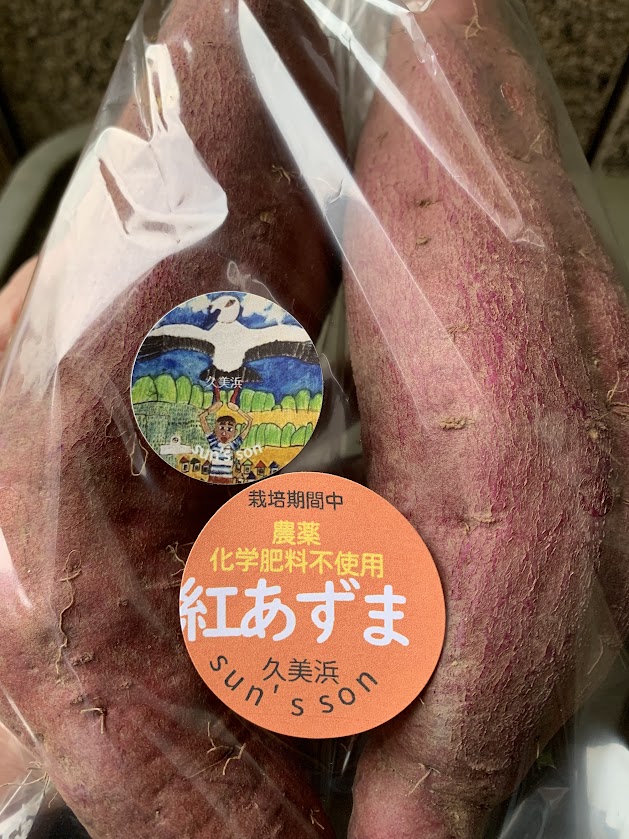 久美浜
sun's son
栽培期間中
農薬
化学肥料不使用
紅あずま
久美浜
sun's son